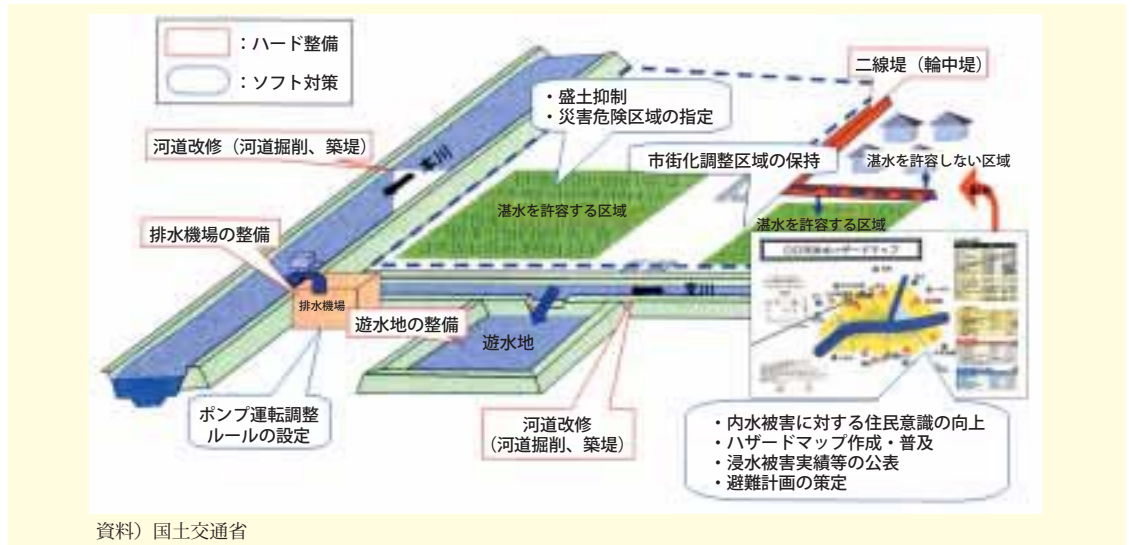 ：ハード整備
：ソフト対策
二線堤（輪中堤）
・盛土抑制
・災害危険区域の指定
河道改修（河道掘削、築堤）
市街化調整区域の保持
湛水を許容しない区域
湛水を許容する区域
湛水を許容する区域
排水機場の整備
排水機場
遊水地の整備
遊水地
ポンプ運転調整
ルールの設定
河道改修
（河道掘削、築堤）
・内水被害に対する住民意識の向上
・ハザードマップ作成・普及
・浸水被害実績等の公表
・避難計画の策定
資料）国土交通省